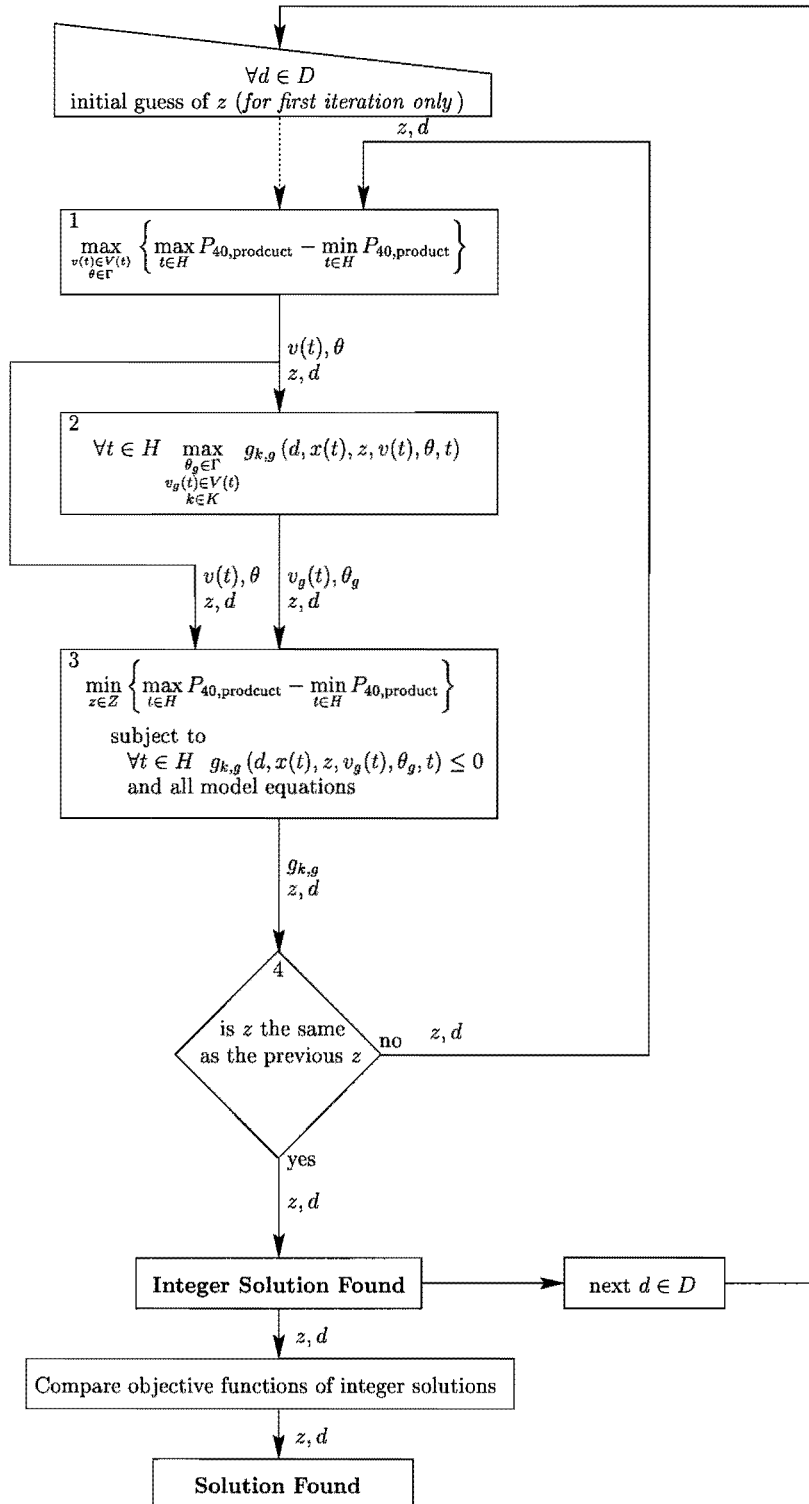 ∀d ∈ D
initial guess of z (for first iteration only )
z, d
1
max v(t)∈V(t) θ∈Γ { max t∈H P40,prodcuct − min t∈H P40,product }
v(t), θ
z, d
2
∀t ∈ H max θg∈Γ vg(t)∈V(t) k∈K gk,g (d, x(t), z, v(t), θ, t)
v(t), θ
z, d
vg(t), θg
z, d
3
min z∈Z { max t∈H P40,prodcuct − min t∈H P40,product }
subject to
∀t ∈ H gk,g (d, x(t), z, vg(t), θg, t) ≤ 0
and all model equations
gk,g
z, d
4
is z the same
as the previous z
no
z, d
yes
z, d
Integer Solution Found
next d ∈ D
z, d
Compare objective functions of integer solutions
z, d
Solution Found